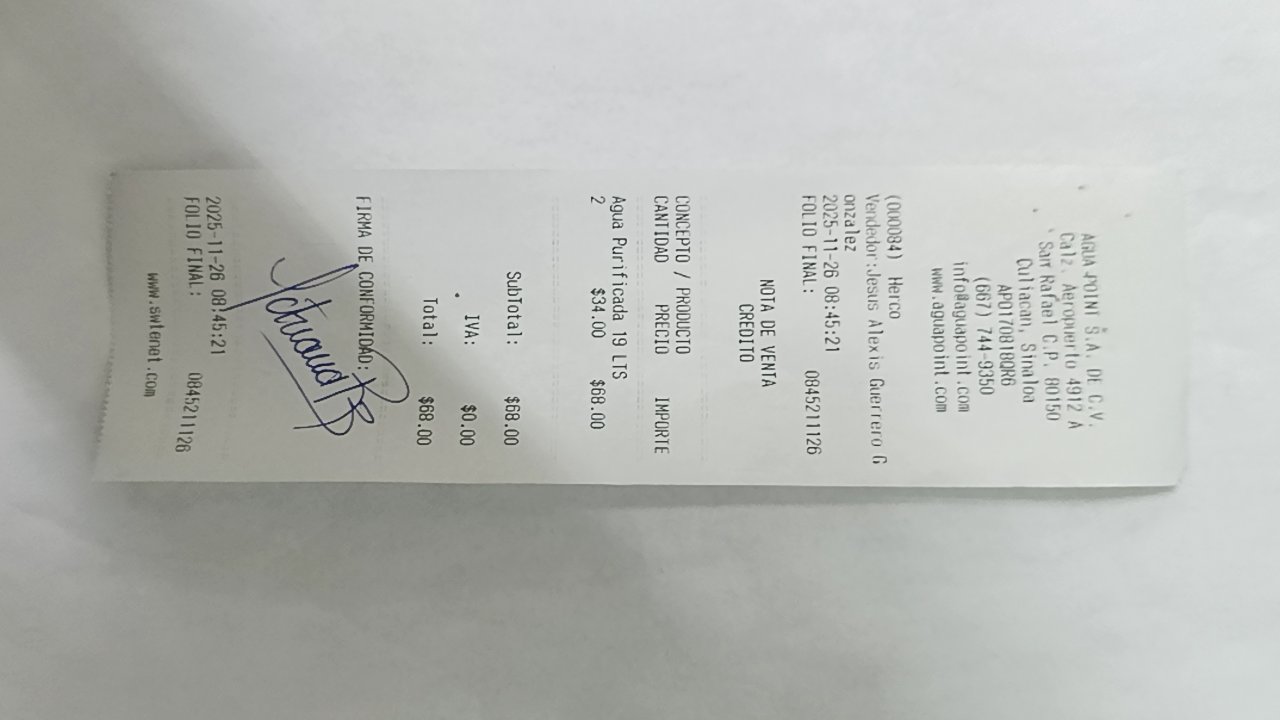 AGUA POINT S.A. DE C.V.
Calz. Aeropuerto 4912 A
San Rafael C.P. 80150
Culiacan, Sinaloa
APO170818QR6
(667) 744-9350
info@aguapoint.com
www.aguapoint.com
(000084) Herco
Vendedor:Jesus Alexis Guerrero G
onzalez
2025-11-26 08:45:21
FOLIO FINAL: 0845211126
NOTA DE VENTA
CREDITO
CONCEPTO / PRODUCTO
CANTIDAD PRECIO IMPORTE
Agua Purificada 19 LTS
2 $34.00 $68.00
SubTotal: $68.00
IVA: $0.00
Total: $68.00
FIRMA DE CONFORMIDAD:
2025-11-26 08:45:21
FOLIO FINAL: 0845211126
www.swtenet.com